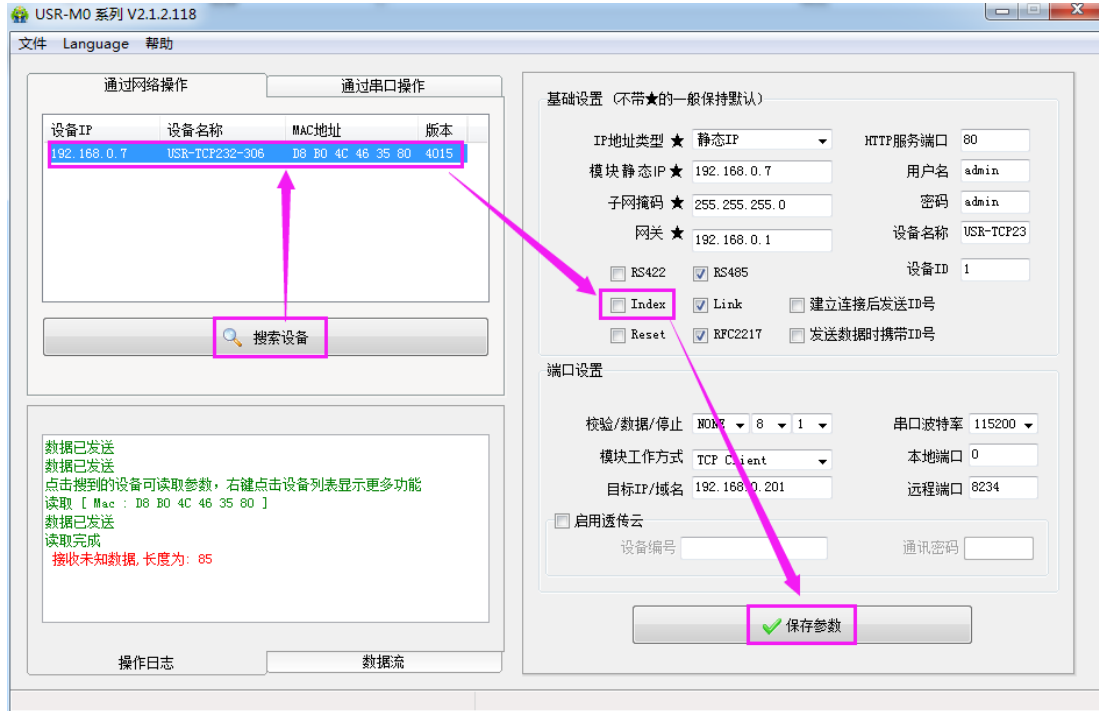 USR-M0 系列 V2.1.2.118
文件 Language 帮助
通过网络操作 通过串口操作
设备IP 设备名称 MAC地址 版本
192.168.0.7 USR-TCP232-306 D8 B0 4C 46 35 80 4015
搜索设备
数据已发送
数据已发送
点击搜到的设备可读取参数，右键点击设备列表显示更多功能
读取 [ Mac : D8 B0 4C 46 35 80 ]
数据已发送
读取完成
接收未知数据,长度为: 85
操作日志 数据流
基础设置 (不带★的一般保持默认)
IP地址类型 ★ 静态IP HTTP服务端口 80
模块静态IP ★ 192.168.0.7 用户名 admin
子网掩码 ★ 255.255.255.0 密码 admin
网关 ★ 192.168.0.1 设备名称 USR-TCP23
RS422 RS485 设备ID 1
Index Link 建立连接后发送ID号
Reset RFC2217 发送数据时携带ID号
端口设置
校验/数据/停止 NONE 8 1 串口波特率 115200
模块工作方式 TCP Client 本地端口 0
目标IP/域名 192.168.0.201 远程端口 8234
启用透传云
设备编号 通讯密码
保存参数